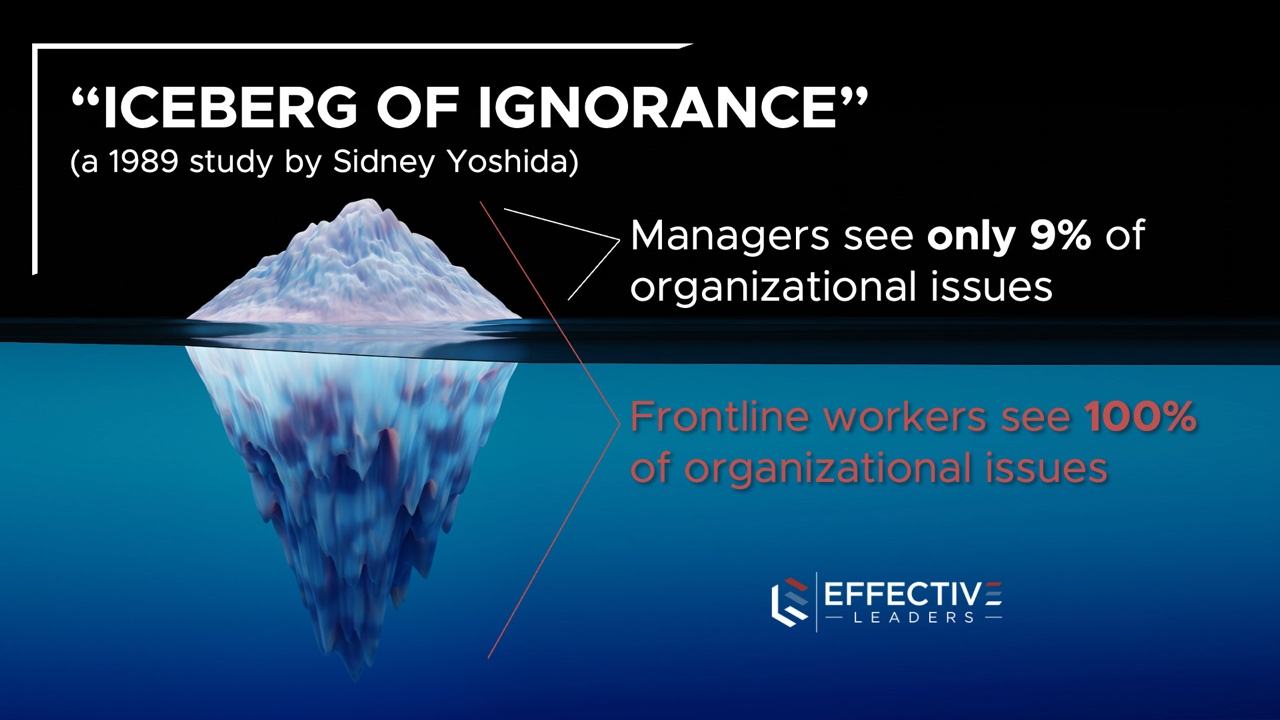 “ICEBERG OF IGNORANCE”
(a 1989 study by Sidney Yoshida)
Managers see only 9% of
organizational issues
Frontline workers see 100%
of organizational issues
EFFECTIVE
LEADERS